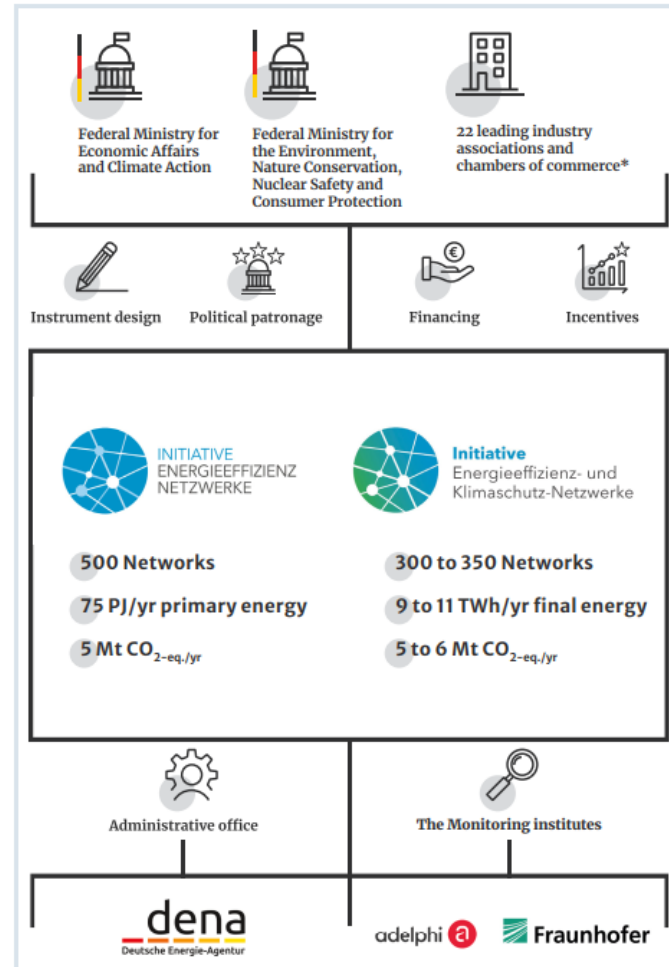 Federal Ministry for
Economic Affairs
and Climate Action
Federal Ministry for
the Environment,
Nature Conservation,
Nuclear Safety and
Consumer Protection
22 leading industry
associations and
chambers of commerce*
Instrument design
Political patronage
€
Financing
Incentives
INITIATIVE
ENERGIEEFFIZIENZ
NETZWERKE
500 Networks
75 PJ/yr primary energy
5 Mt CO2-eq./yr
Initiative
Energieeffizienz- und
Klimaschutz-Netzwerke
300 to 350 Networks
9 to 11 TWh/yr final energy
5 to 6 Mt CO2-eq./yr
Administrative office
The Monitoring institutes
dena
Deutsche Energie-Agentur
adelphi a
Fraunhofer